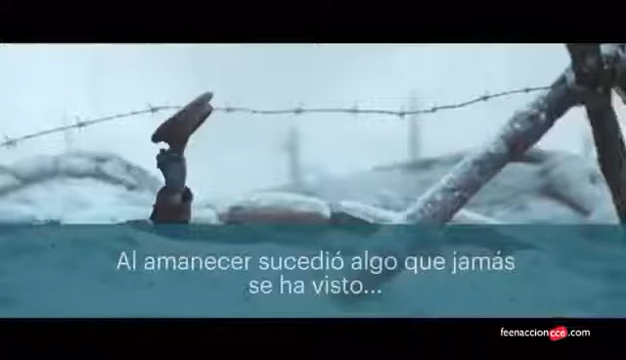 Al amanecer sucedió algo que jamás
se ha visto...
feenaccioncce.com